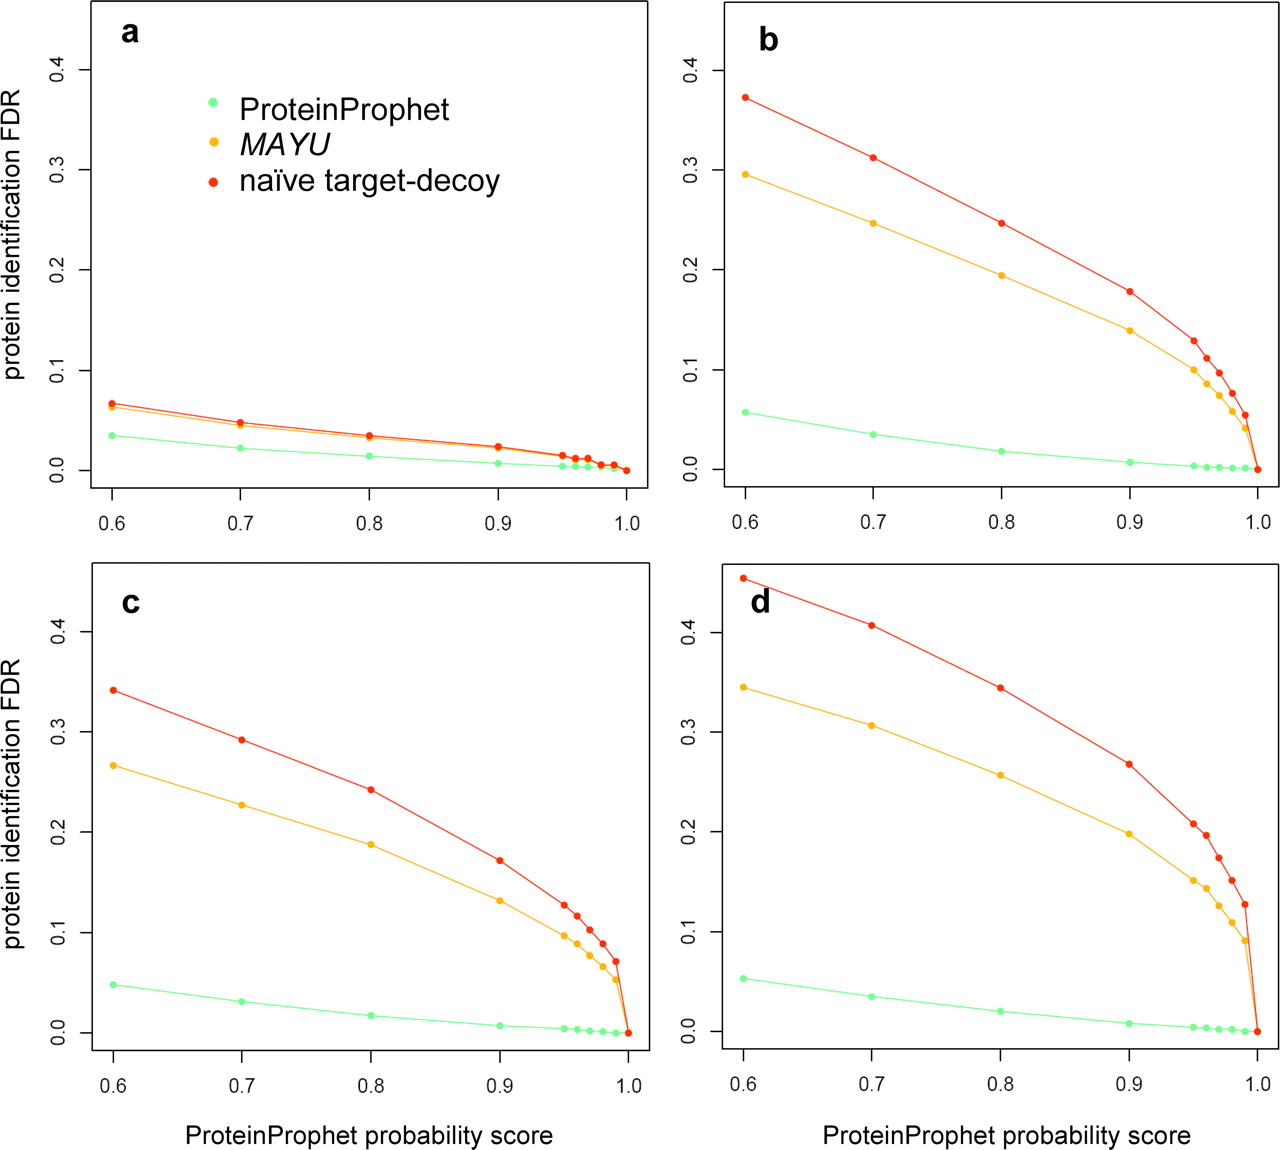 a
ProteinProphet
MAYU
naïve target-decoy
protein identification FDR
0.0 0.1 0.2 0.3 0.4
0.6 0.7 0.8 0.9 1.0
b
0.0 0.1 0.2 0.3 0.4
0.6 0.7 0.8 0.9 1.0
c
protein identification FDR
0.0 0.1 0.2 0.3 0.4
0.6 0.7 0.8 0.9 1.0
ProteinProphet probability score
d
0.0 0.1 0.2 0.3 0.4
0.6 0.7 0.8 0.9 1.0
ProteinProphet probability score